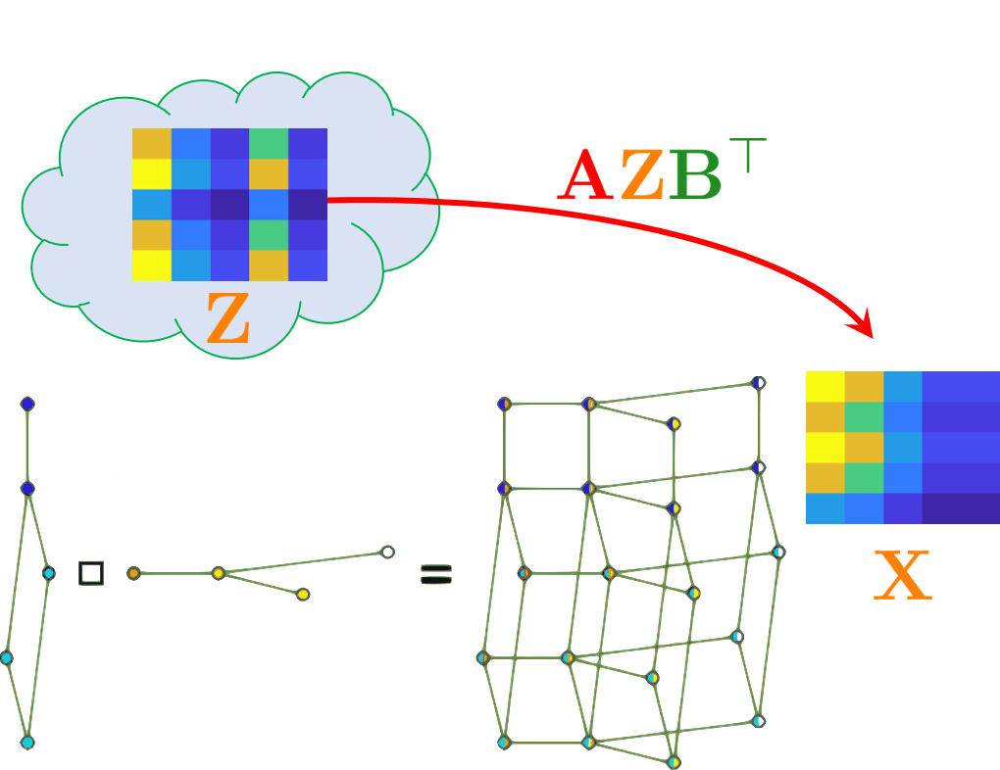 AZB⊤
Z
□
=
X